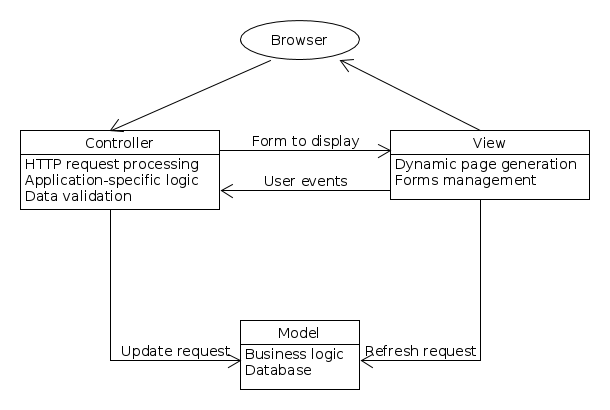 Browser
Controller
HTTP request processing
Application-specific logic
Data validation
Form to display
User events
View
Dynamic page generation
Forms management
Update request
Model
Business logic
Database
Refresh request